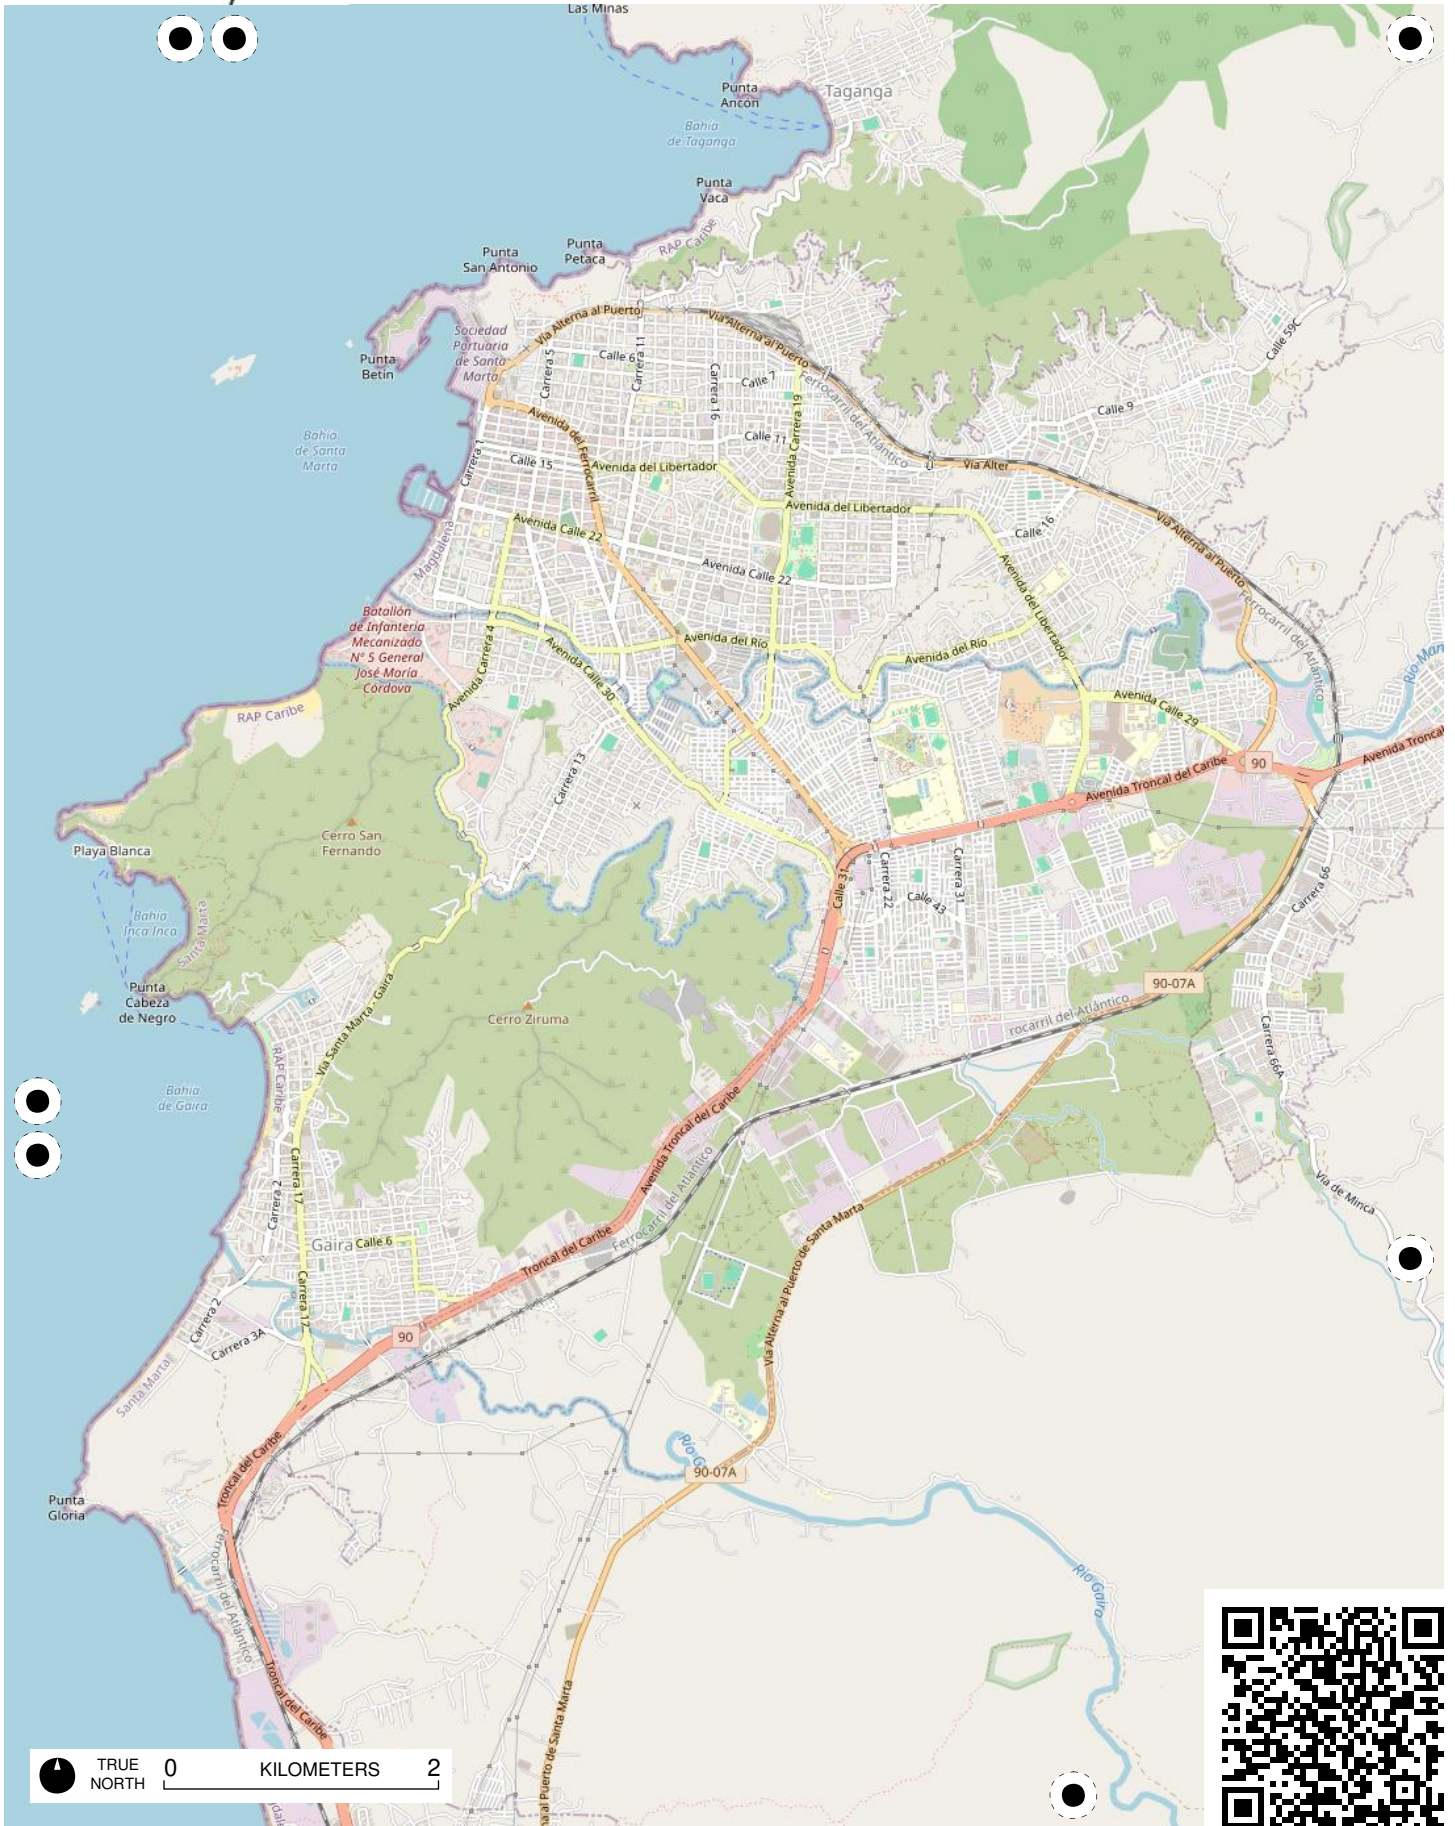 Las Minas
Punta
Ancón
Taganga
Bahía
de Taganga
Punta
Vaca
RAP Caribe
Punta
Petaca
Punta
San Antonio
Vía Alterna al Puerto
Vía Alterna al Puerto
Sociedad
Portuaria
de Santa
Marta
Punta
Betín
Carrera 5
Calle 6
Carrera 11
Carrera 16
Calle 7
Ferrocarril del Atlántico
Calle 59C
Calle 9
Avenida Carrera 19
Avenida del Ferrocarril
Calle 11
Bahía
de Santa
Marta
Carrera 1
Calle 15
Avenida del Libertador
Vía Alter
Avenida del Libertador
Avenida Calle 22
Calle 16
Vía Alterna al Puerto
Magdalena
Avenida Calle 22
Avenida del Libertador
Ferrocarril del Atlántico
Batallón
de Infantería
Mecanizado
N° 5 General
José María
Córdova
Avenida Carrera 4
Avenida del Río
Avenida del Río
Avenida Calle 30
Río Man
RAP Caribe
Avenida Calle 29
Avenida Troncal
90
Carrera 13
Avenida Troncal del Caribe
Cerro San
Fernando
Playa Blanca
Calle 31
Carrera 22
Carrera 31
Calle 43
Carrera 66
Bahía
Inca Inca
Santa Marta
Punta
Cabeza
de Negro
90-07A
Cerro Ziruma
rrocarril del Atlántico
Vía Santa Marta - Gaira
RAP Caribe
Carrera 66A
Bahía
de Gaira
Avenida Troncal del Caribe
Carrera 2
Carrera 17
Ferrocarril del Atlántico
Vía de Minca
Gaira
Calle 6
Troncal del Caribe
Vía Alterna al Puerto de Santa Marta
Carrera 17
Carrera 2
Carrera 3A
90
Santa Marta
Troncal del Caribe
Río G
90-07A
Punta
Gloria
Ferrocarril del Atlántico
Río Gaira
Troncal del Caribe
na al Puerto de Santa Marta
TRUE
NORTH
0 KILOMETERS 2
gdale